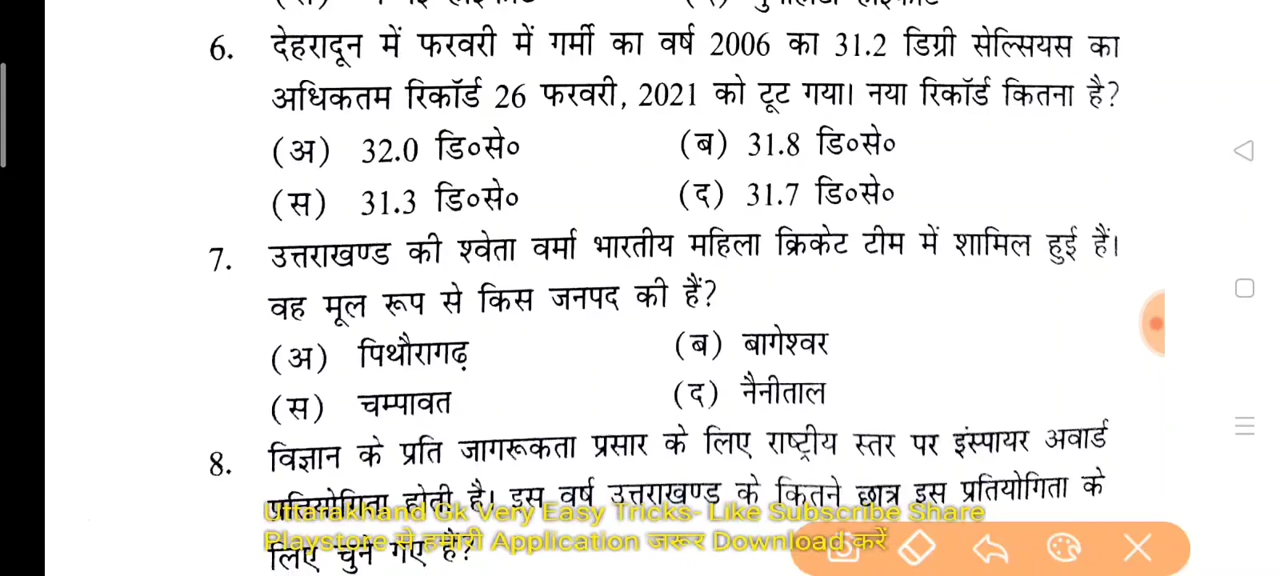 6. देहरादून में फरवरी में गर्मी का वर्ष 2006 का 31.2 डिग्री सेल्सियस का
अधिकतम रिकॉर्ड 26 फरवरी, 2021 को टूट गया। नया रिकॉर्ड कितना है?
(अ) 32.0 डि०से० (ब) 31.8 डि०से०
(स) 31.3 डि०से० (द) 31.7 डि०से०
7. उत्तराखण्ड की श्वेता वर्मा भारतीय महिला क्रिकेट टीम में शामिल हुई हैं।
वह मूल रूप से किस जनपद की हैं?
(अ) पिथौरागढ़ (ब) बागेश्वर
(स) चम्पावत (द) नैनीताल
8. विज्ञान के प्रति जागरूकता प्रसार के लिए राष्ट्रीय स्तर पर इंस्पायर अवार्ड
प्रतियोगिता होती है। इस वर्ष उत्तराखण्ड के कितने छात्र इस प्रतियोगिता के
Uttarakhand Gk Very Easy Tricks- Like Subscribe Share
Playstore से हमारी Application जरूर Download करें
लिए चुने गए हैं?